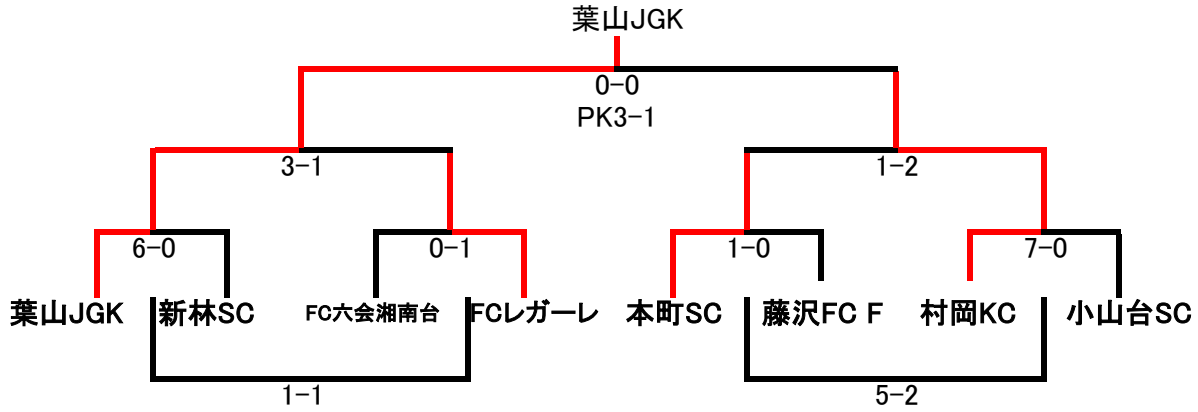 葉山JGK
0-0
PK3-1
3-1
1-2
6-0
0-1
1-0
7-0
葉山JGK
新林SC
FC六会湘南台
FCレガーレ
本町SC
藤沢FC F
村岡KC
小山台SC
1-1
5-2